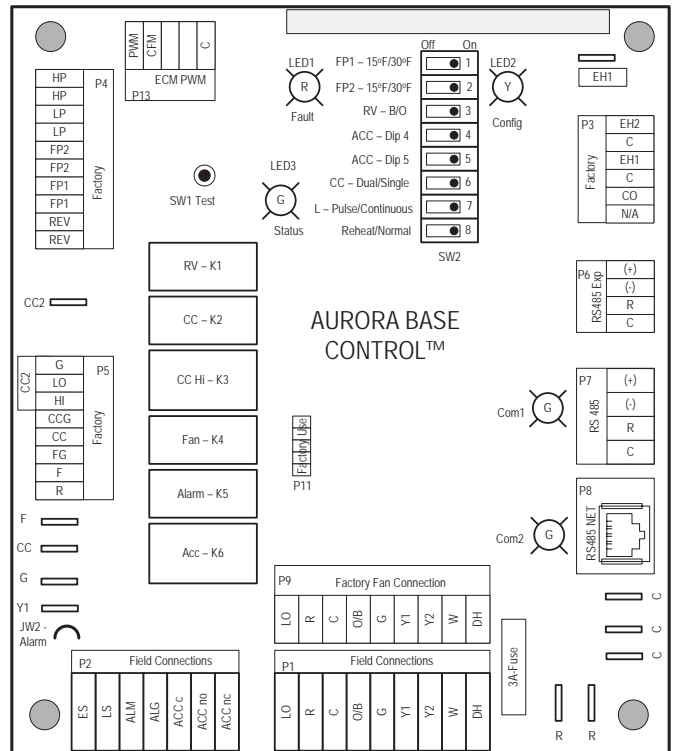 PWM
CFM
C
ECM PWM
P13
Off On
LED1
R
Fault
LED2
Y
Config
FP1 – 15ºF/30ºF 1
FP2 – 15ºF/30ºF 2
RV – B/O 3
ACC – Dip 4 4
ACC – Dip 5 5
CC – Dual/Single 6
L – Pulse/Continuous 7
Reheat/Normal 8
SW2
EH1
P4
HP
HP
LP
LP
FP2
FP2
FP1
FP1
REV
REV
Factory
SW1 Test
LED3
G
Status
P3
Factory
EH2
C
EH1
C
CO
N/A
RV – K1
CC – K2
CC Hi – K3
Fan – K4
Alarm – K5
Acc – K6
AURORA BASE
CONTROL™
P6
RS485 Exp
(+)
(-)
R
C
CC2
CC2
P5
G
LO
HI
CCG
CC
FG
F
R
Factory
Factory Use
P11
Com1
G
P7
RS 485
(+)
(-)
R
C
Com2
G
P8
RS485 NET
F
CC
G
Y1
JW2 -
Alarm
P9 Factory Fan Connection
LO
R
C
O/B
G
Y1
Y2
W
DH
C
C
C
P2 Field Connections
ES
LS
ALM
ALG
ACC c
ACC no
ACC nc
P1 Field Connections
LO
R
C
O/B
G
Y1
Y2
W
DH
3A-Fuse
R
R